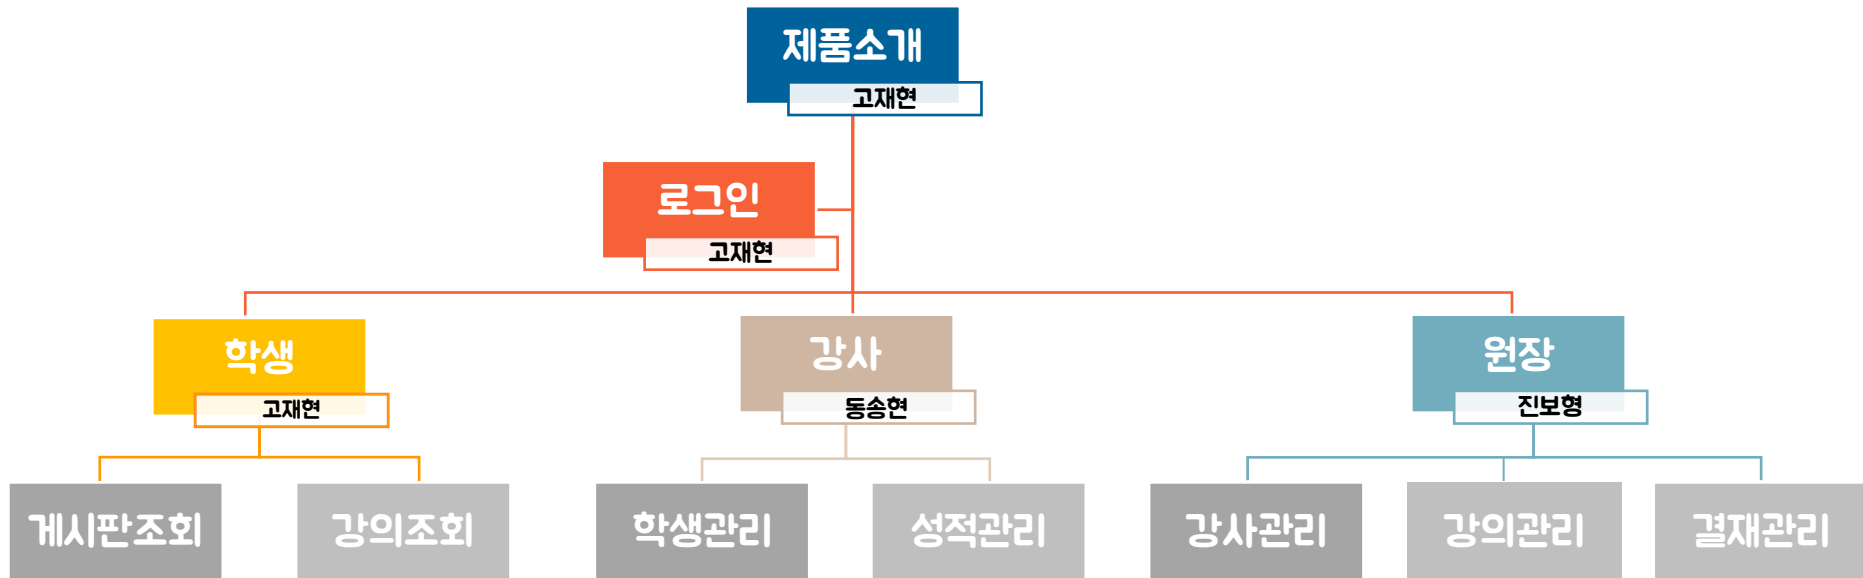 제품소개
고재현
로그인
고재현
학생
고재현
강사
동송현
원장
진보형
게시판조회
강의조회
학생관리
성적관리
강사관리
강의관리
결재관리